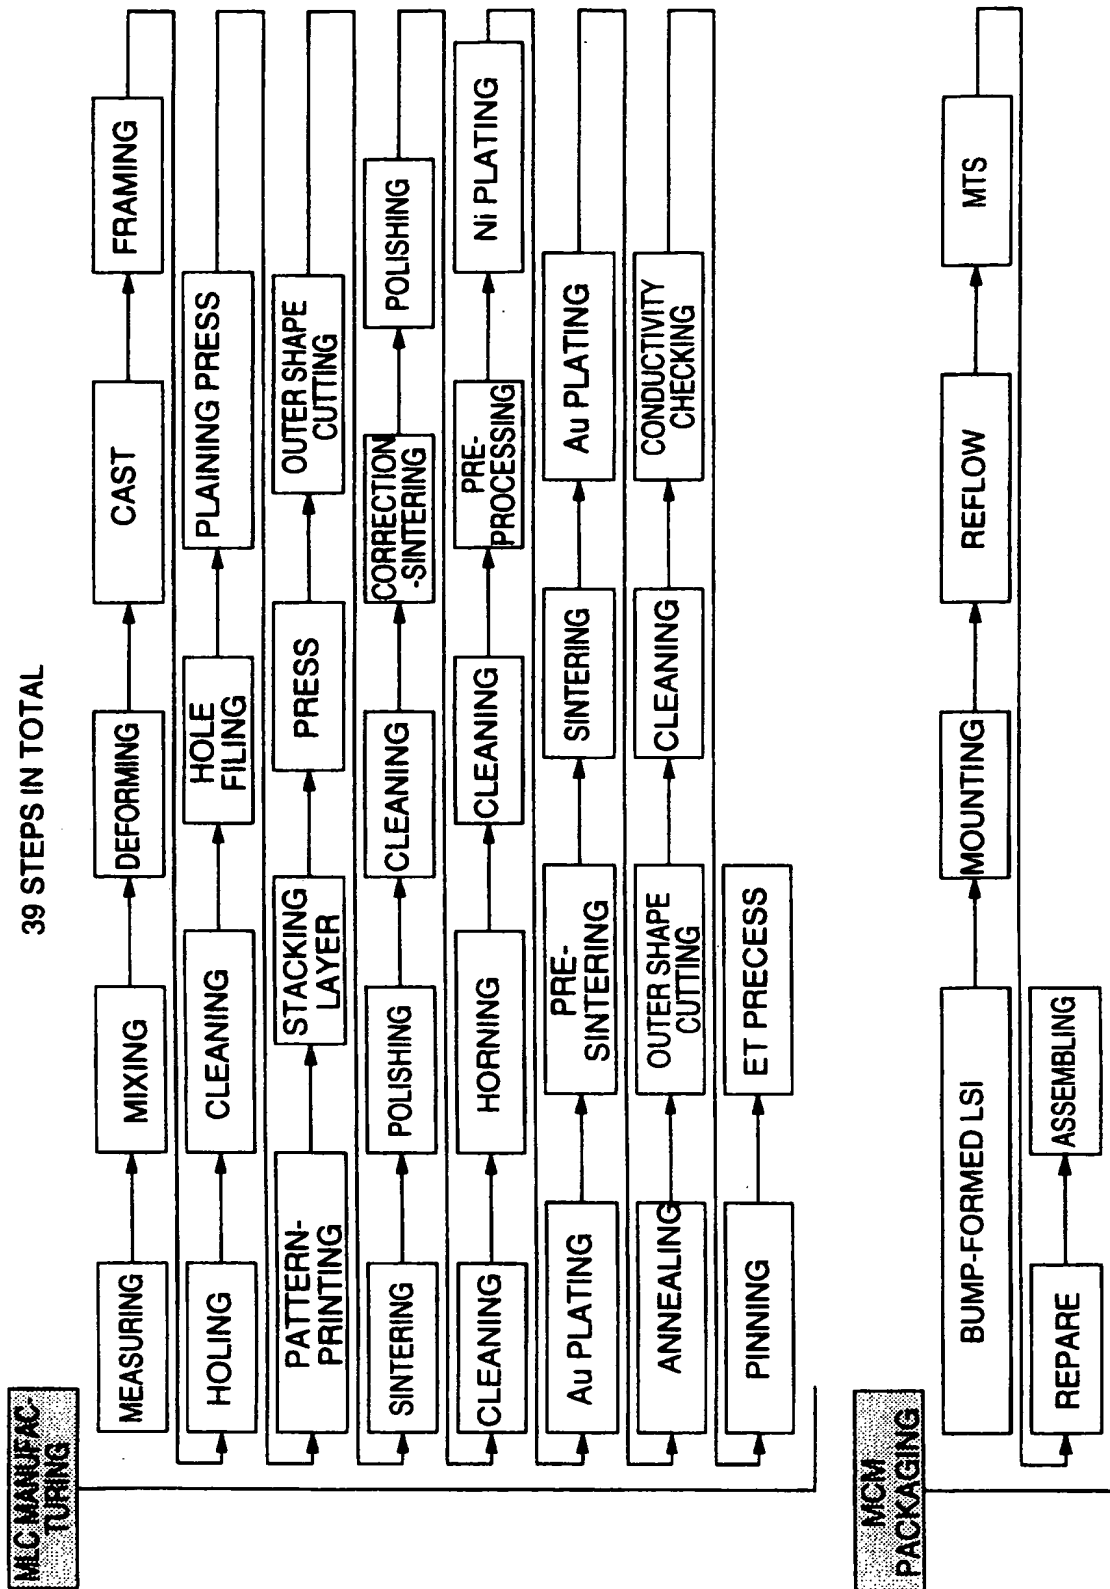 39 STEPS IN TOTAL
MLC MANUFAC-
TURING
MEASURING
MIXING
DEFORMING
CAST
FRAMING
HOLING
CLEANING
HOLE
FILING
PLAINING PRESS
PATTERN-
PRINTING
STACKING
LAYER
PRESS
OUTER SHAPE
CUTTING
SINTERING
POLISHING
CLEANING
CORRECTION
-SINTERING
POLISHING
CLEANING
HORNING
CLEANING
PRE-
PROCESSING
Ni PLATING
Au PLATING
PRE-
SINTERING
SINTERING
Au PLATING
ANNEALING
OUTER SHAPE
CUTTING
CLEANING
CONDUCTIVITY
CHECKING
PINNING
ET PRECESS
MCM
PACKAGING
BUMP-FORMED LSI
MOUNTING
REFLOW
MTS
REPARE
ASSEMBLING